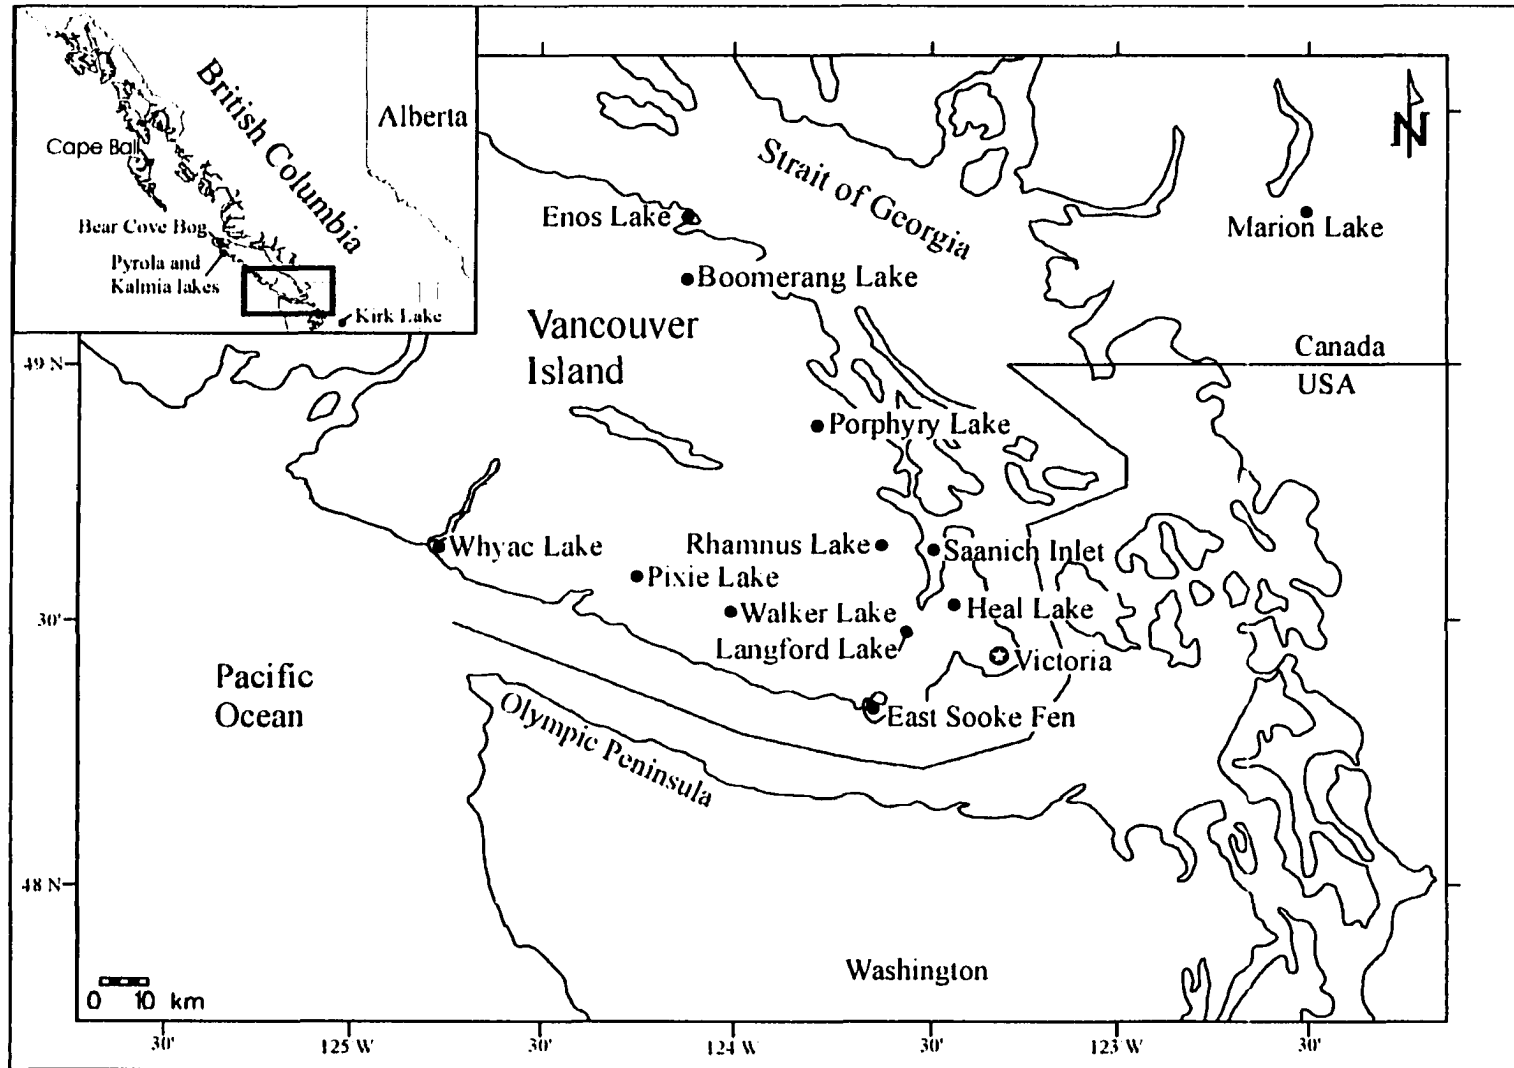 British Columbia
Alberta
Cape Ball
Bear Cove Bog
Pyrola and
Kalmia lakes
Kirk Lake
N
Strait of Georgia
Enos Lake
Marion Lake
Boomerang Lake
Vancouver
Island
49 N
Canada
USA
Porphyry Lake
Whyac Lake
Rhamnus Lake
Saanich Inlet
Pixie Lake
Walker Lake
Heal Lake
30'
Langford Lake
Victoria
Pacific
Ocean
Olympic Peninsula
East Sooke Fen
48 N
Washington
0 10 km
30'
125 W
30'
124 W
30'
123 W
30'